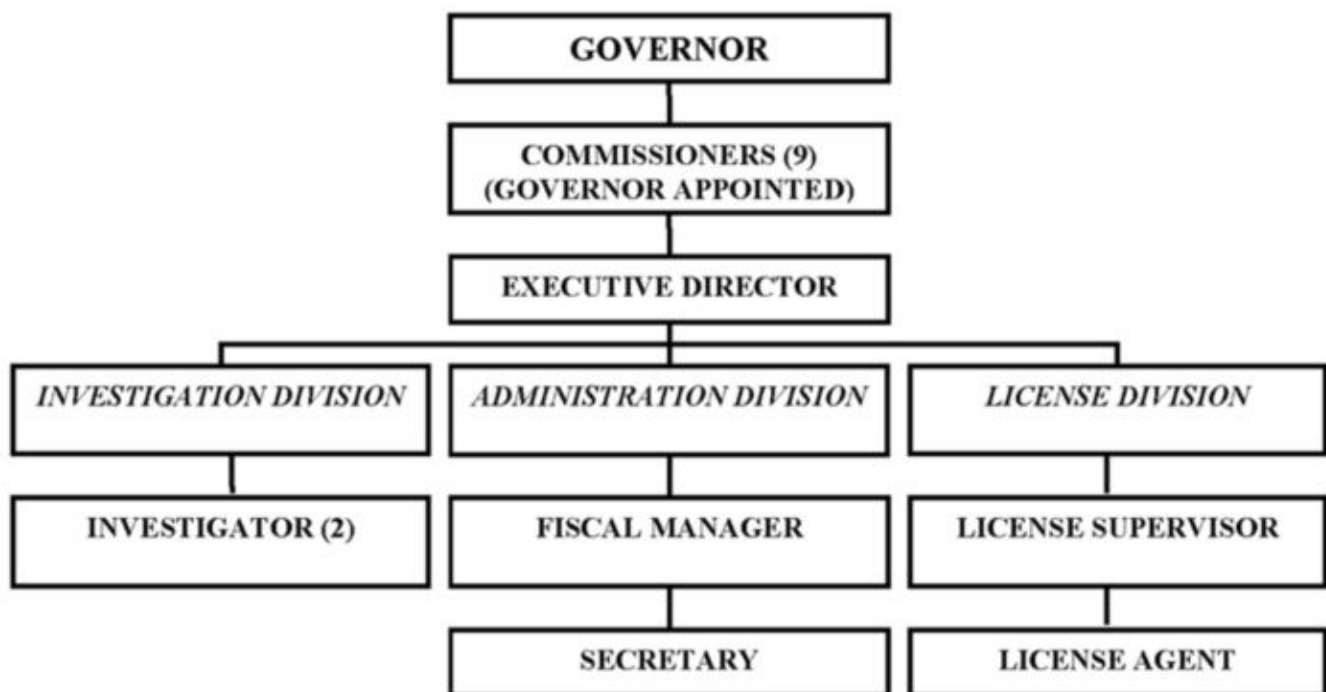 GOVERNOR
COMMISSIONERS (9)
(GOVERNOR APPOINTED)
EXECUTIVE DIRECTOR
INVESTIGATION DIVISION
ADMINISTRATION DIVISION
LICENSE DIVISION
INVESTIGATOR (2)
FISCAL MANAGER
LICENSE SUPERVISOR
SECRETARY
LICENSE AGENT